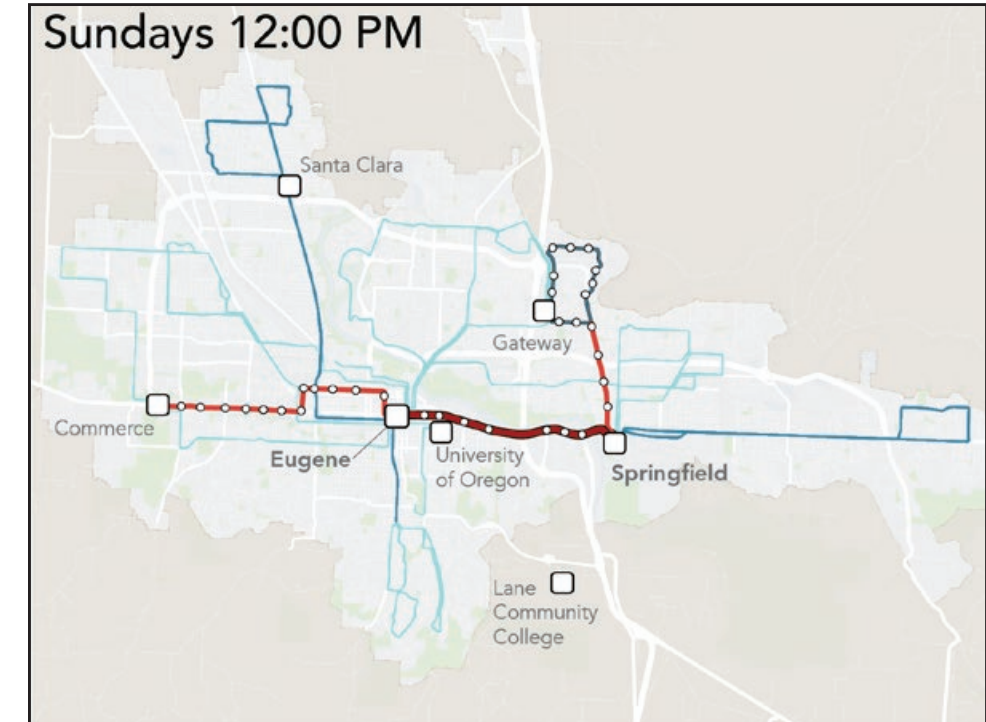 Sundays 12:00 PM
Santa Clara
Gateway
Commerce
Eugene
University
of Oregon
Springfield
Lane
Community
College